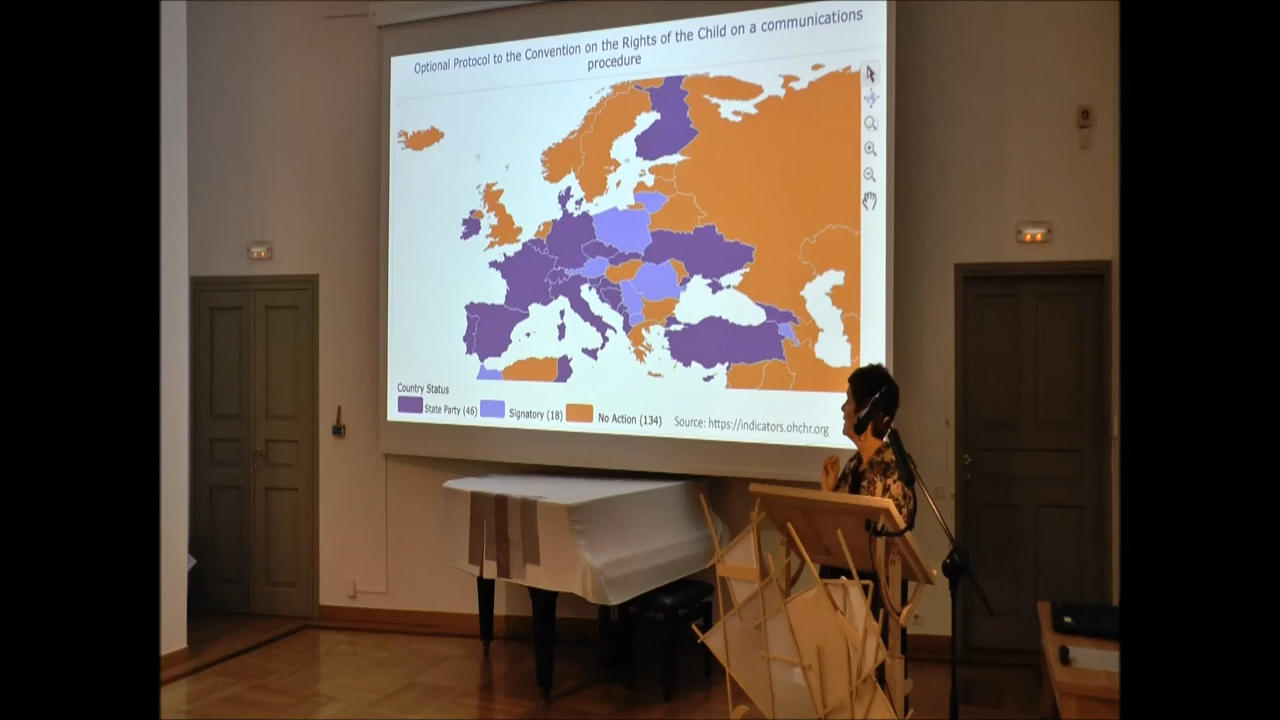 Optional Protocol to the Convention on the Rights of the Child on a communications
procedure
Country Status
State Party (46)
Signatory (18)
No Action (134)
Source: https://indicators.ohchr.org